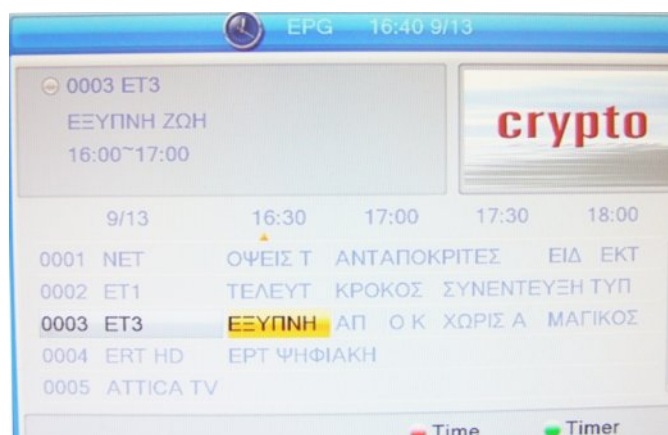 EPG 16:40 9/13
0003 ET3
ΕΞΥΠΝΗ ΖΩΗ
16:00~17:00
crypto
9/13 16:30 17:00 17:30 18:00
0001 NET ΟΨΕΙΣ Τ ΑΝΤΑΠΟΚΡΙΤΕΣ ΕΙΔ ΕΚΤ
0002 ET1 ΤΕΛΕΥΤ ΚΡΟΚΟΣ ΣΥΝΕΝΤΕΥΞΗ ΤΥΠ
0003 ET3 ΕΞΥΠΝΗ ΑΠ Ο Κ ΧΩΡΙΣ Α ΜΑΓΙΚΟΣ
0004 ERT HD ΕΡΤ ΨΗΦΙΑΚΗ
0005 ATTICA TV
Time Timer